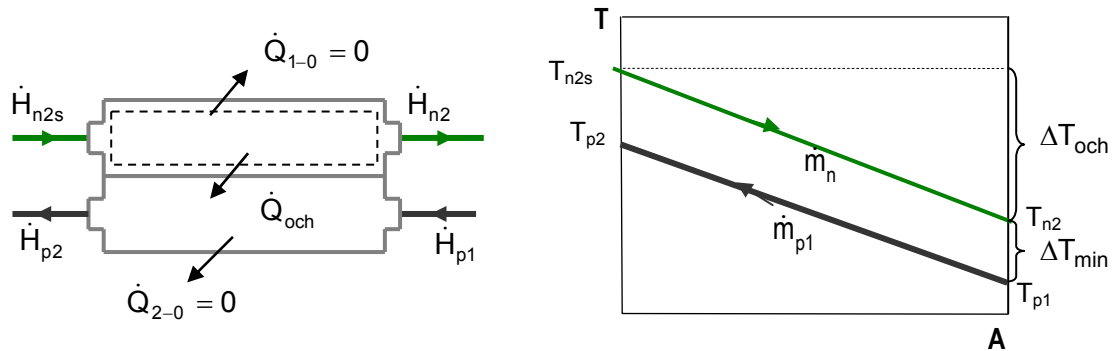 Q̇₁₋₀ = 0
Ḣₙ₂ₛ
Ḣₙ₂
Q̇och
Ḣp2
Ḣp1
Q̇₂₋₀ = 0
T
Tn2s
Tp2
ṁn
ΔToch
ṁp1
Tn2
ΔTmin
Tp1
A